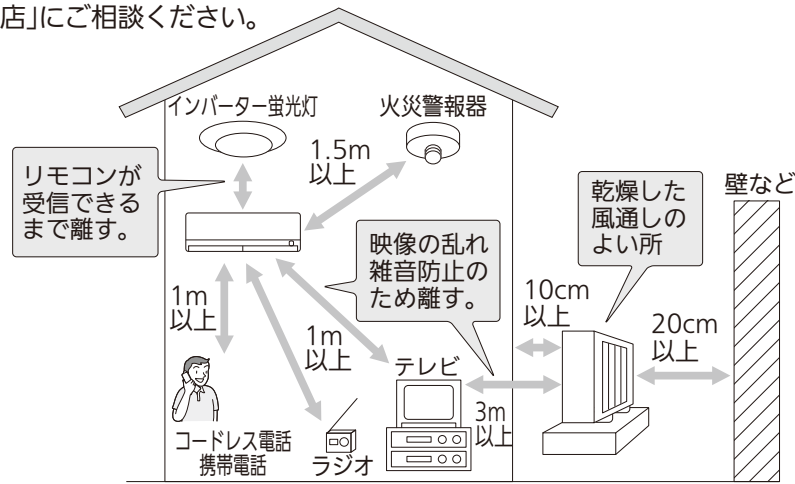 店」にご相談ください。
インバーター蛍光灯
火災警報器
リモコンが
受信できる
まで離す。
1.5m
以上
乾燥した
風通しの
よい所
壁など
映像の乱れ
雑音防止の
ため離す。
1m
以上
1m
以上
10cm
以上
20cm
以上
テレビ
3m
以上
コードレス電話
携帯電話
ラジオ